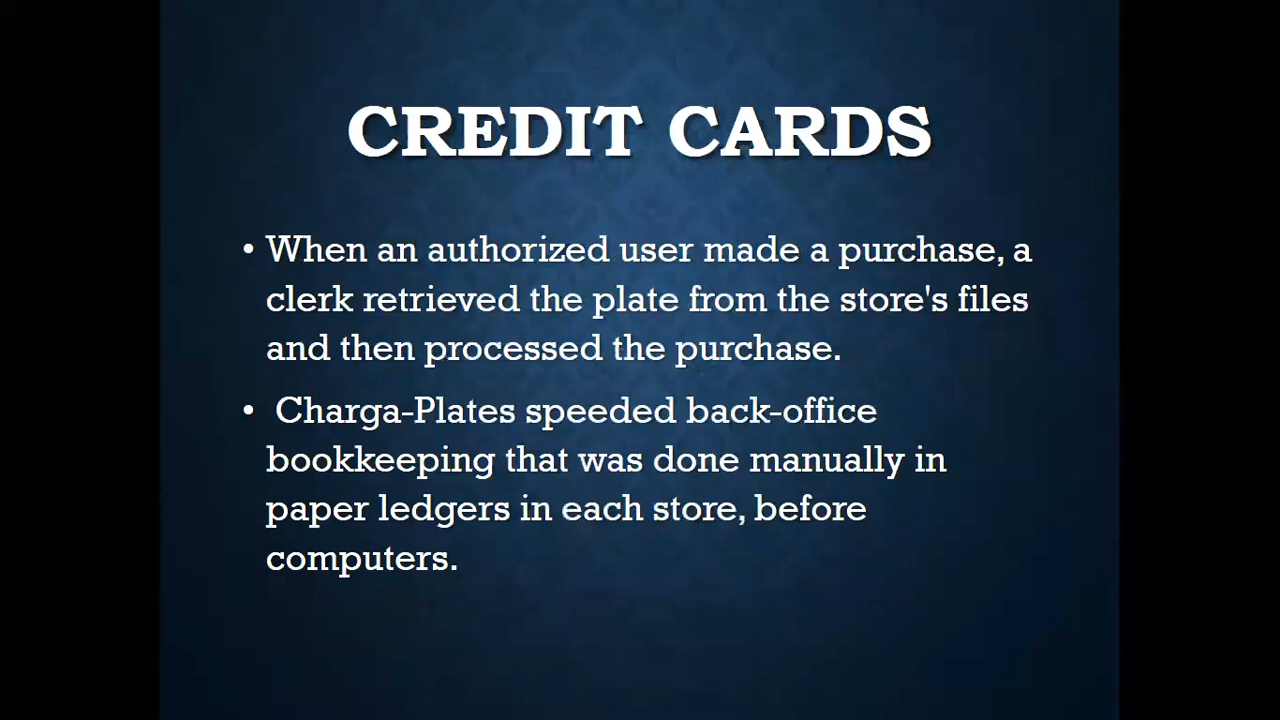 CREDIT CARDS
• When an authorized user made a purchase, a
clerk retrieved the plate from the store's files
and then processed the purchase.
• Charga-Plates speeded back-office
bookkeeping that was done manually in
paper ledgers in each store, before
computers.